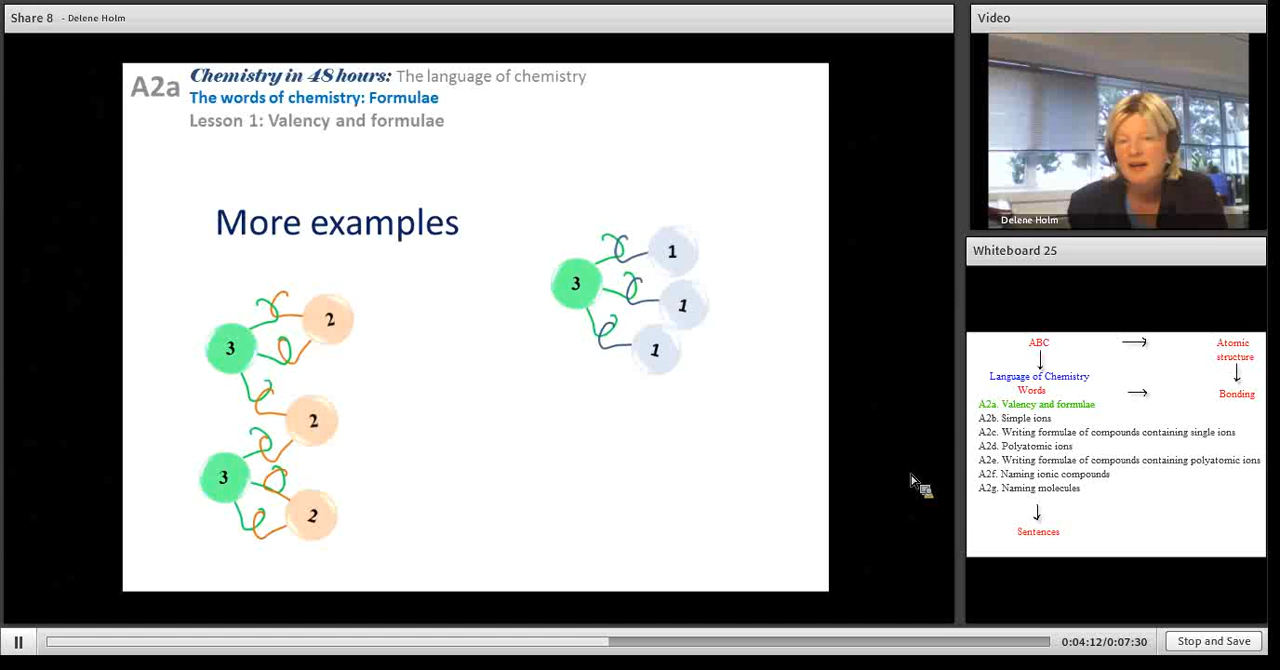 Share 8 - Delene Holm
A2a
Chemistry in 48 hours: The language of chemistry
The words of chemistry: Formulae
Lesson 1: Valency and formulae
More examples
3
2
2
3
2
3
1
1
1
Video
Delene Holm
Whiteboard 25
ABC
Atomic
structure
Language of Chemistry
Words
Bonding
A2a. Valency and formulae
A2b. Simple ions
A2c. Writing formulae of compounds containing single ions
A2d. Polyatomic ions
A2e. Writing formulae of compounds containing polyatomic ions
A2f. Naming ionic compounds
A2g. Naming molecules
Sentences
0:04:12/0:07:30
Stop and Save